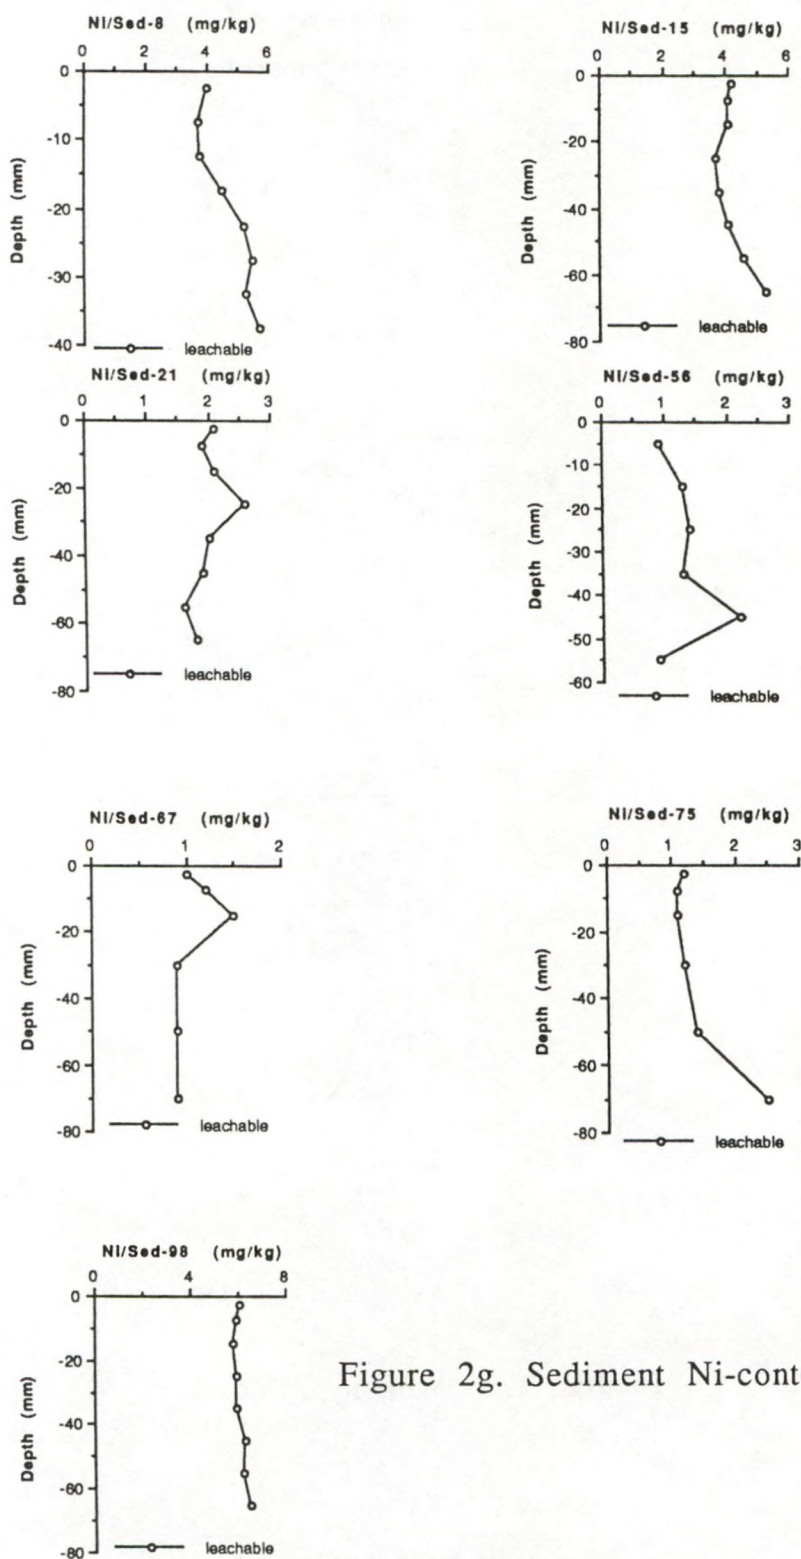 Ni/Sed-8 (mg/kg)
0 2 4 6
0
-10
-20
-30
-40
Depth (mm)
leachable
Ni/Sed-15 (mg/kg)
0 2 4 6
0
-20
-40
-60
-80
Depth (mm)
leachable
Ni/Sed-21 (mg/kg)
0 1 2 3
0
-20
-40
-60
-80
Depth (mm)
leachable
Ni/Sed-56 (mg/kg)
0 1 2 3
0
-10
-20
-30
-40
-50
-60
Depth (mm)
leachable
Ni/Sed-67 (mg/kg)
0 1 2
0
-20
-40
-60
-80
Depth (mm)
leachable
Ni/Sed-75 (mg/kg)
0 1 2 3
0
-20
-40
-60
-80
Depth (mm)
leachable
Ni/Sed-98 (mg/kg)
0 4 8
0
-20
-40
-60
-80
Depth (mm)
leachable
Figure 2g. Sediment Ni-cont